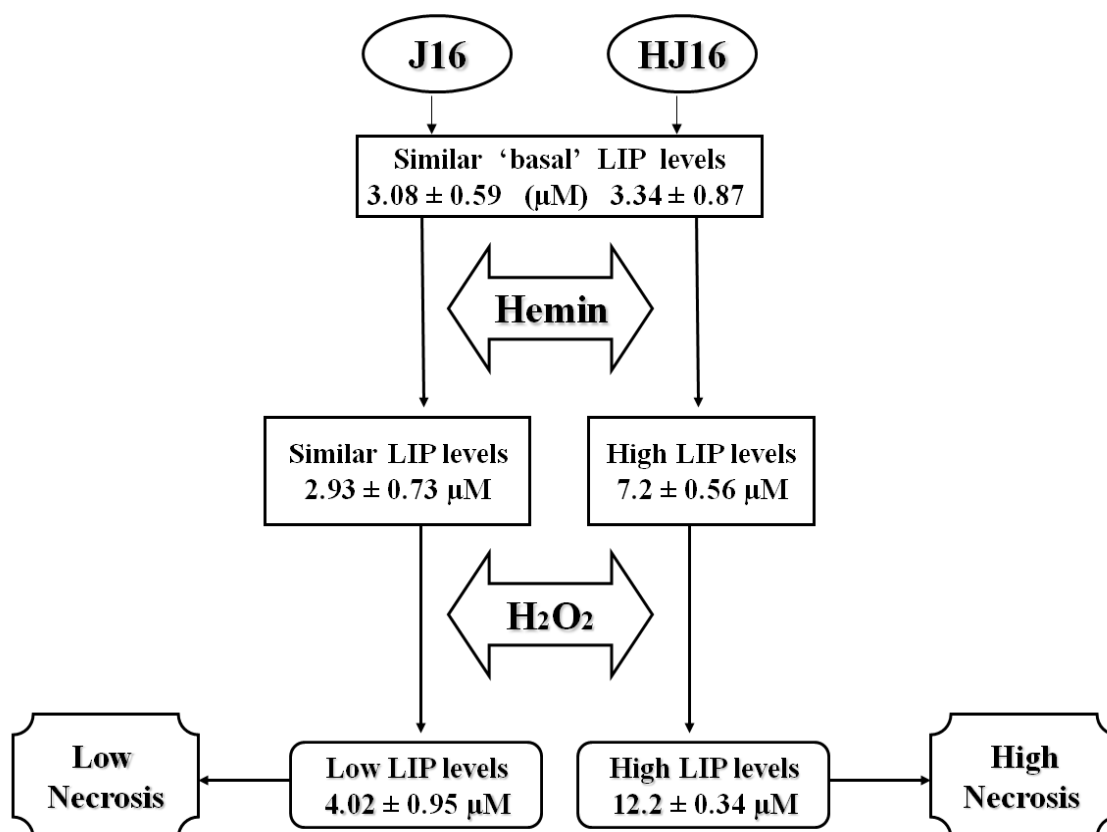 J16
HJ16
Similar ‘basal’ LIP levels
3.08 ± 0.59 (μM) 3.34 ± 0.87
Hemin
Similar LIP levels
2.93 ± 0.73 μM
High LIP levels
7.2 ± 0.56 μM
H₂O₂
Low
Necrosis
Low LIP levels
4.02 ± 0.95 μM
High LIP levels
12.2 ± 0.34 μM
High
Necrosis